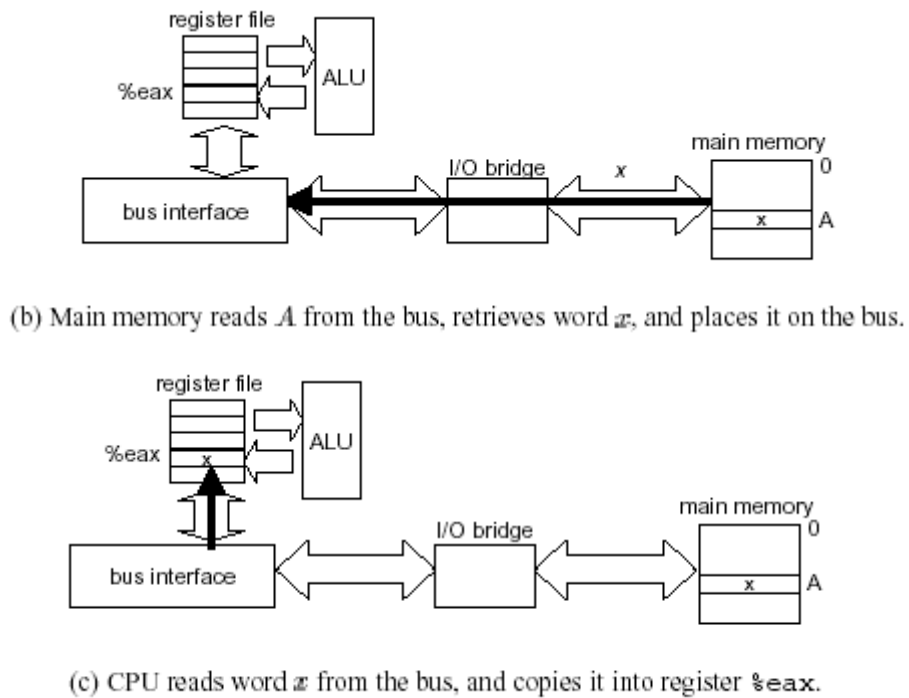 register file
ALU
%eax
main memory
I/O bridge
x
0
bus interface
x
A
(b) Main memory reads A from the bus, retrieves word x, and places it on the bus.
register file
ALU
%eax
x
main memory
I/O bridge
0
bus interface
x
A
(c) CPU reads word x from the bus, and copies it into register %eax.